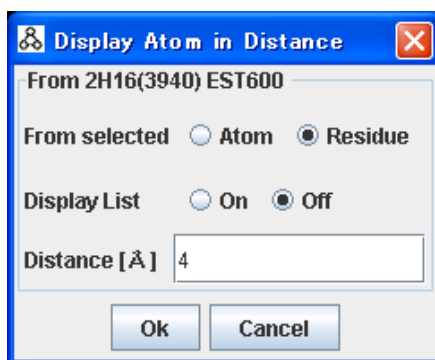 Display Atom in Distance
From 2H16(3940) EST600
From selected Atom Residue
Display List On Off
Distance [Å] 4
Ok Cancel